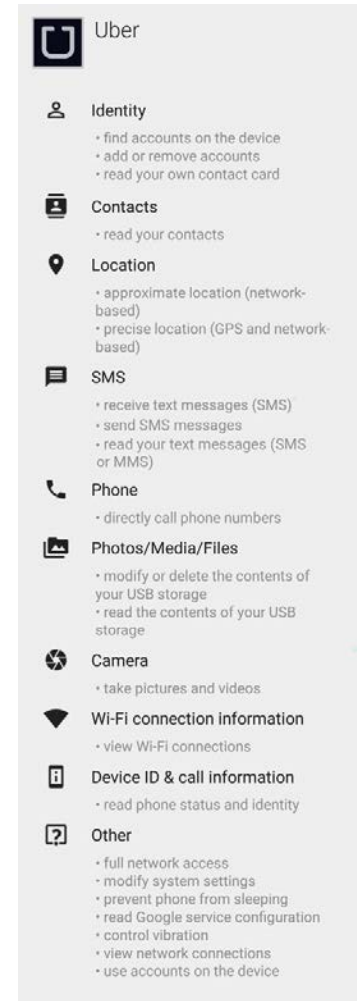 Uber
Identity
• find accounts on the device
• add or remove accounts
• read your own contact card
Contacts
• read your contacts
Location
• approximate location (network-
based)
• precise location (GPS and network-
based)
SMS
• receive text messages (SMS)
• send SMS messages
• read your text messages (SMS
or MMS)
Phone
• directly call phone numbers
Photos/Media/Files
• modify or delete the contents of
your USB storage
• read the contents of your USB
storage
Camera
• take pictures and videos
Wi-Fi connection information
• view Wi-Fi connections
Device ID & call information
• read phone status and identity
Other
• full network access
• modify system settings
• prevent phone from sleeping
• read Google service configuration
• control vibration
• view network connections
• use accounts on the device